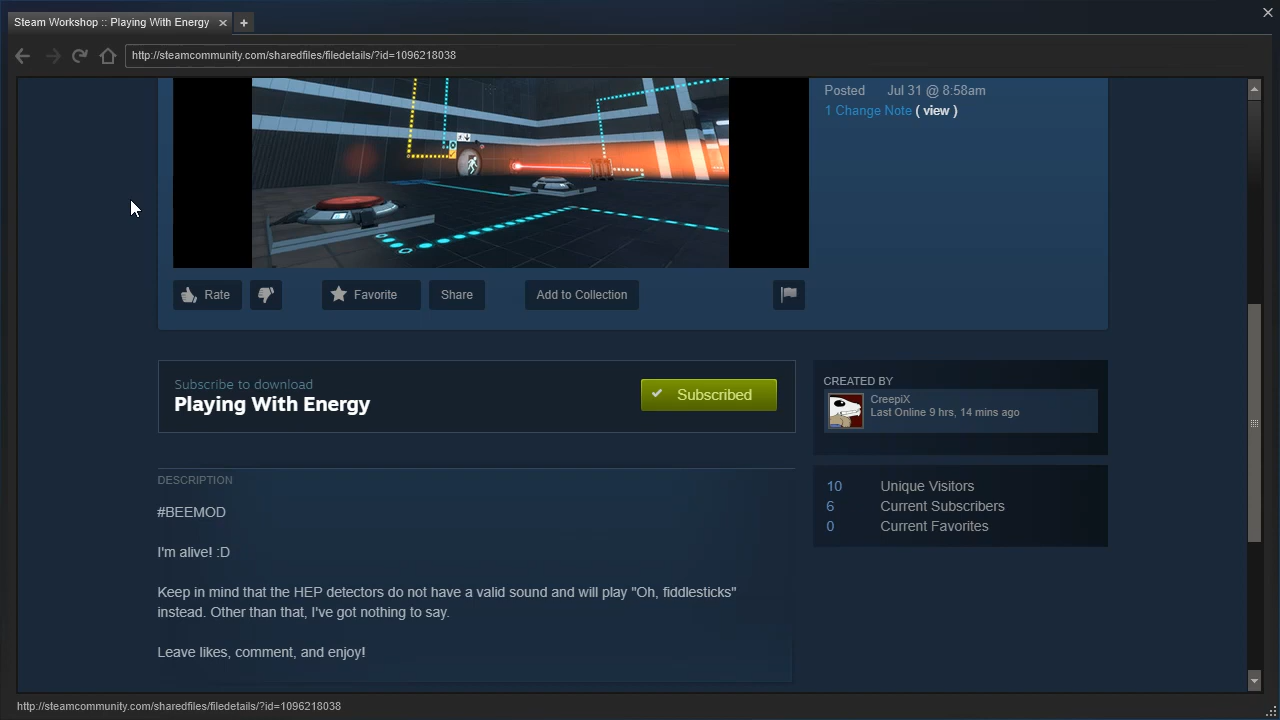 Steam Workshop :: Playing With Energy
http://steamcommunity.com/sharedfiles/filedetails/?id=1096218038
Posted Jul 31 @ 8:58am
1 Change Note ( view )
Rate
Favorite
Share
Add to Collection
Subscribe to download
Playing With Energy
Subscribed
CREATED BY
CreepiX
Last Online 9 hrs, 14 mins ago
10 Unique Visitors
6 Current Subscribers
0 Current Favorites
DESCRIPTION
#BEEMOD
I'm alive! :D
Keep in mind that the HEP detectors do not have a valid sound and will play "Oh, fiddlesticks"
instead. Other than that, I've got nothing to say.
Leave likes, comment, and enjoy!
http://steamcommunity.com/sharedfiles/filedetails/?id=1096218038